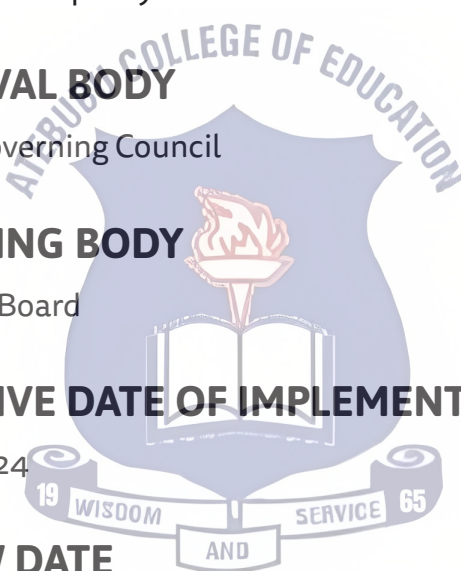 ATEBUBU COLLEGE OF EDUCATION
VAL BODY
overning Council
ING BODY
Board
IVE DATE OF IMPLEMENT
24
19 WISDOM AND SERVICE 65
DATE